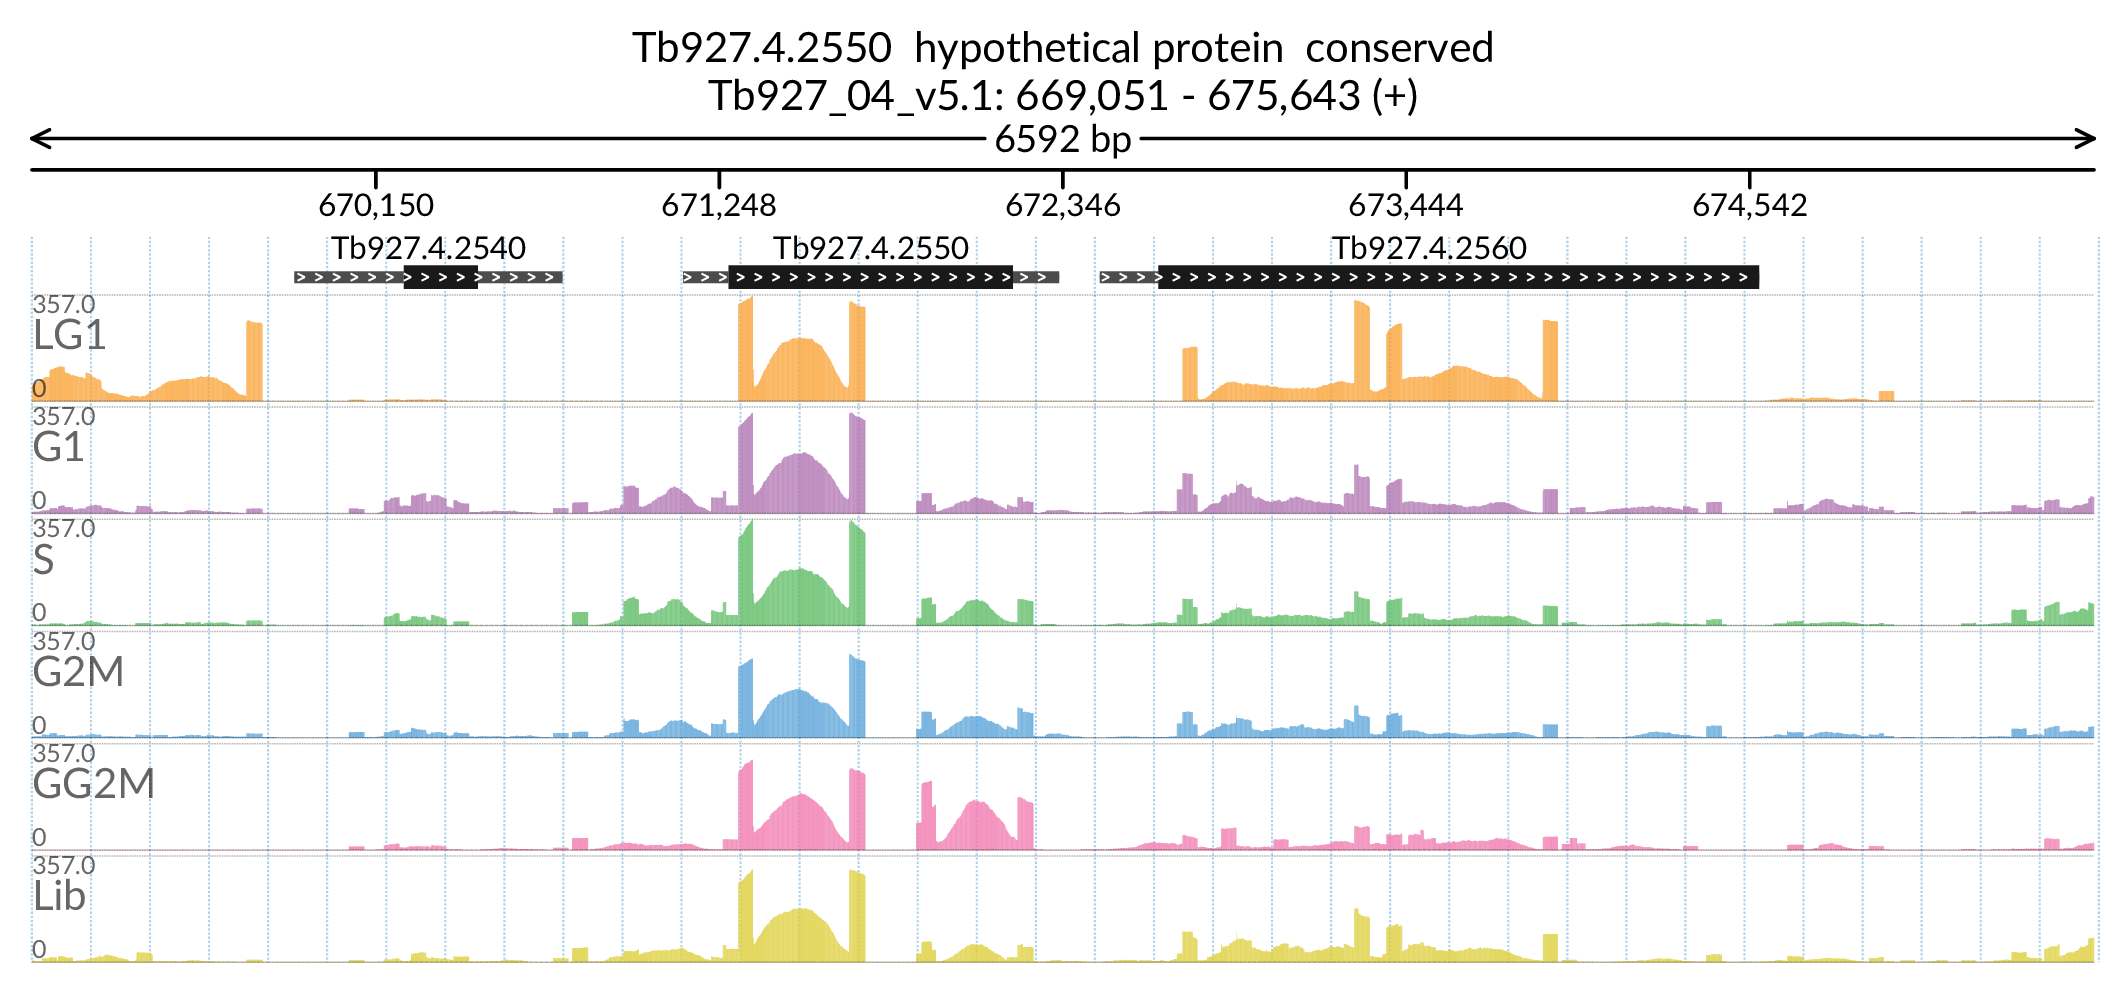 Tb927.4.2550  hypothetical protein  conserved
Tb927_04_v5.1: 669,051 - 675,643 (+)
6592 bp
670,150 671,248 672,346 673,444 674,542
Tb927.4.2540 Tb927.4.2550 Tb927.4.2560
357.0
LG1
0
357.0
G1
0
357.0
S
0
357.0
G2M
0
357.0
GG2M
0
357.0
Lib
0